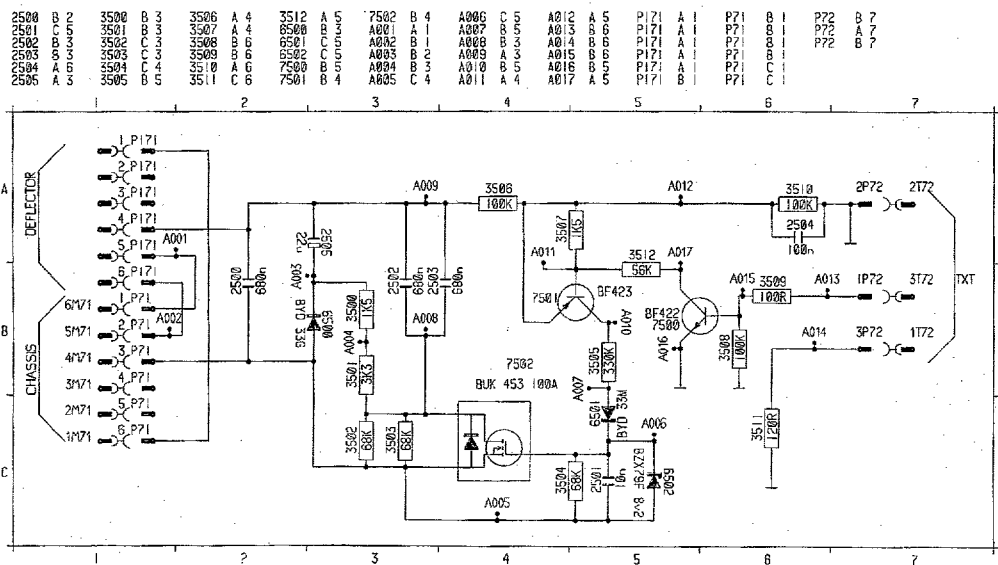 2500 B 2 3500 B 3 3506 A 4 3512 A 5 7502 B 4 A006 C 5 A012 A 5 P171 A 1 P71 B 1 P72 B 7
2501 C 5 3501 B 3 3507 A 4 6500 B 3 A001 A 1 A007 B 5 A013 B 6 P171 A 1 P71 B 1 P72 A 7
2502 B 3 3502 C 3 3508 B 6 6501 C 5 A002 B 1 A008 B 3 A014 B 6 P171 A 1 P71 B 1 P72 B 7
2503 B 3 3503 C 3 3509 B 6 6502 C 5 A003 B 2 A009 A 3 A015 B 6 P171 A 1 P71 B 1
2504 A 6 3504 C 4 3510 A 6 7500 B 5 A004 B 3 A010 B 5 A016 B 5 P171 A 1 P71 C 1
2505 A 3 3505 B 5 3511 C 6 7501 B 4 A005 C 4 A011 A 4 A017 A 5 P171 B 1 P71 C 1
1 2 3 4 5 6 7
A
DEFLECTOR
1 P171
2 P171
3 P171
4 P171
5 P171
A001
6 P171
B
CHASSIS
6M71 1 P71
A002
5M71 2 P71
4M71 3 P71
3M71 4 P71
2M71 5 P71
1M71 6 P71
C
2500
680n
2505
22u
A003
BYD 33G
6500
3500
1K5
A004
3501
3K3
3502
68K
3503
68K
2502
680n
2503
680n
A009
A008
3506
100K
A011
3507
1K5
7501
BF423
A010
3512
56K
A012
A017
BF422
7500
A016
3505
330K
A007
6501
BYD 33M
7502
BUK 453 100A
A006
3504
68K
2501
BZX79F 8v2
6502
A005
3510
100K
2504
100n
A015 3509 A013
100R
3508
100K
A014
3511
120R
2P72 2T72
1P72 3T72
TXT
3P72 1T72
1 2 3 4 5 6 7